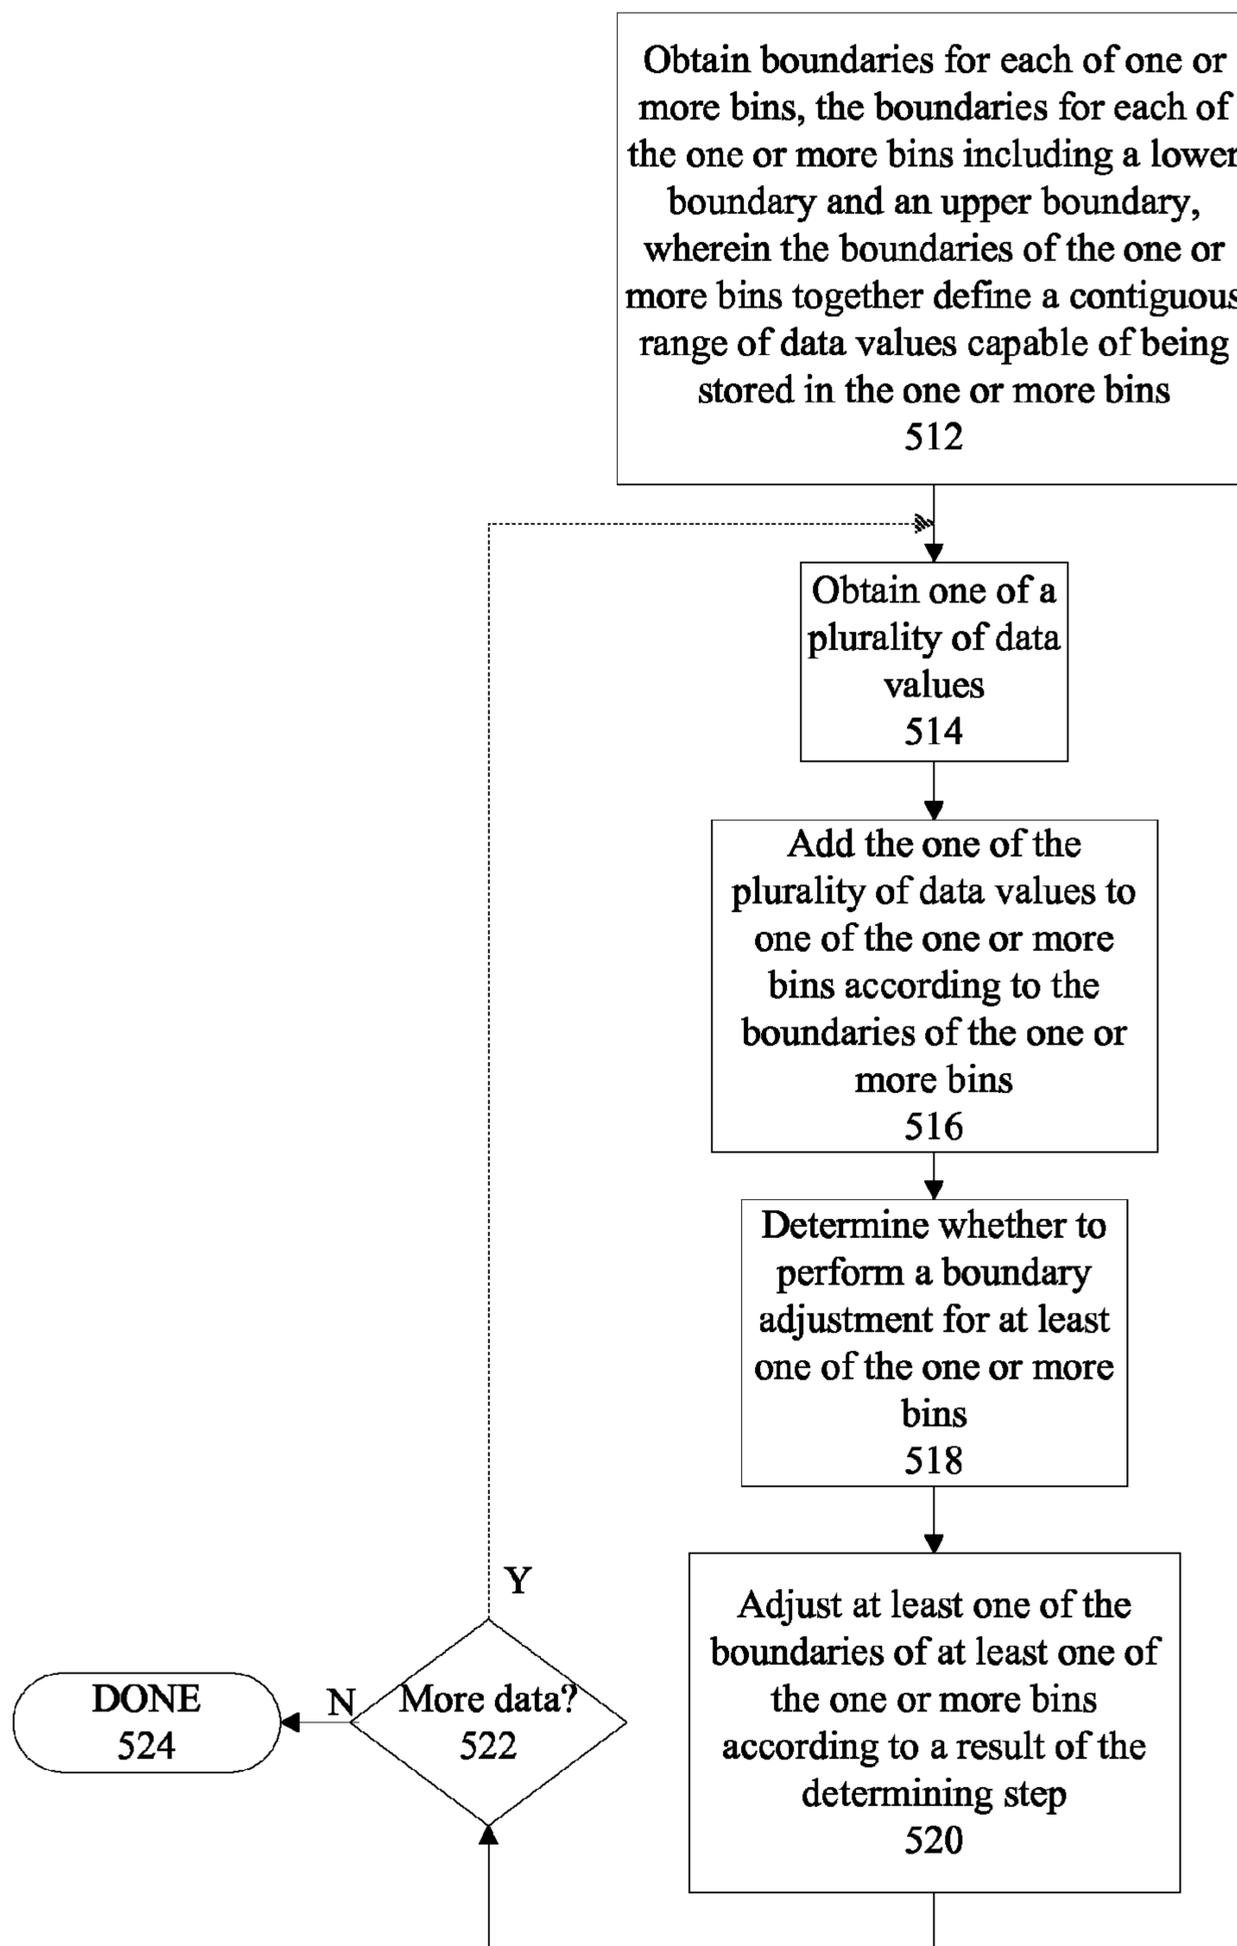 Obtain boundaries for each of one or
more bins, the boundaries for each of
the one or more bins including a lower
boundary and an upper boundary,
wherein the boundaries of the one or
more bins together define a contiguous
range of data values capable of being
stored in the one or more bins
512
Obtain one of a
plurality of data
values
514
Add the one of the
plurality of data values to
one of the one or more
bins according to the
boundaries of the one or
more bins
516
Determine whether to
perform a boundary
adjustment for at least
one of the one or more
bins
518
Adjust at least one of the
boundaries of at least one of
the one or more bins
according to a result of the
determining step
520
Y
More data?
522
N
DONE
524